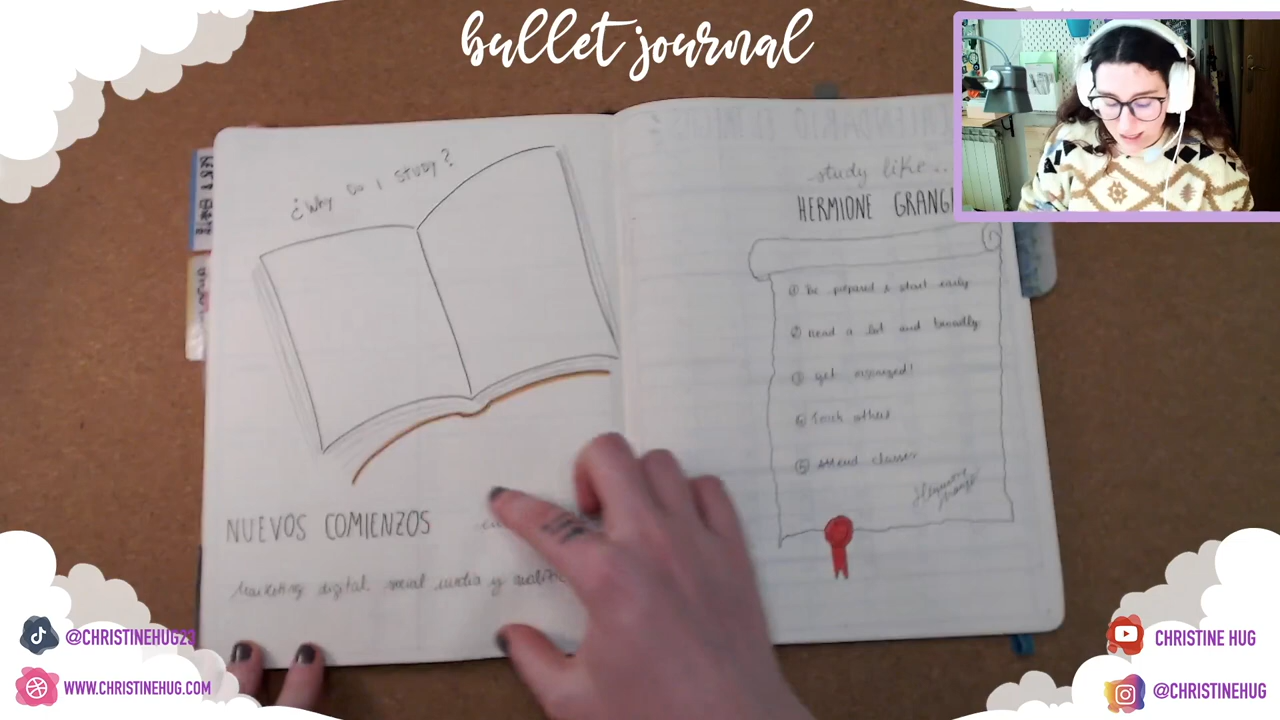 bullet journal
¿Why Do I STUDY?
study like..
HERMIONE GRANG
① Be prepared & start early
② Read a lot and broadly
③ get organized!
④ Teach others
⑤ Attend classes
Hermione
Granger
NUEVOS COMIENZOS
Marketing digital, social media y
@CHRISTINEHUG23
WWW.CHRISTINEHUG.COM
CHRISTINE HUG
@CHRISTINEHUG